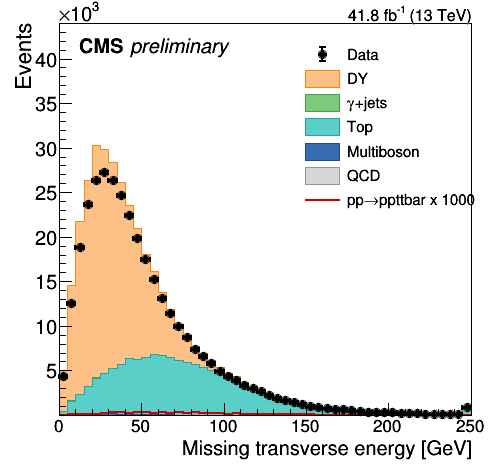 ×10³
41.8 fb⁻¹ (13 TeV)
CMS preliminary
Events
Data
DY
γ+jets
Top
Multiboson
QCD
pp→ppttbar x 1000
40
35
30
25
20
15
10
5
0
0 50 100 150 200 250
Missing transverse energy [GeV]